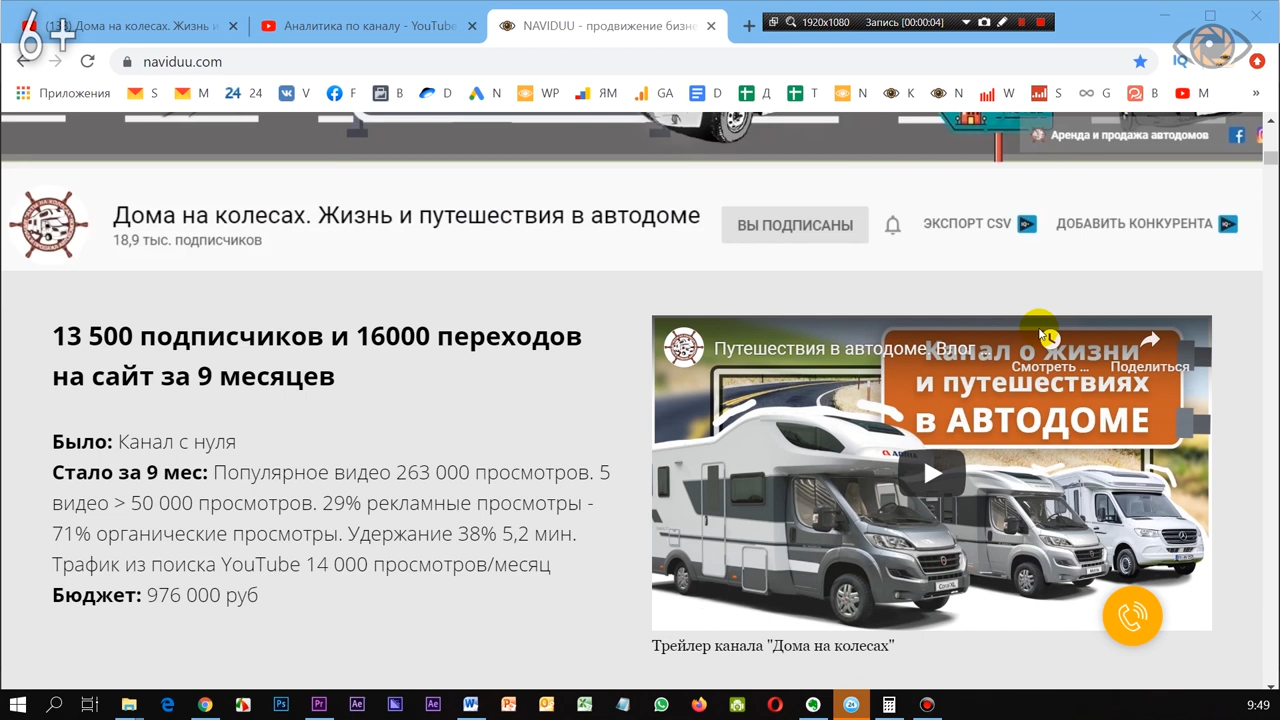 6+
(13) Дома на колесах. Жизнь и
Аналитика по каналу - YouTube
NAVIDUU - продвижение бизне
1920x1080
Запись [00:00:04]
naviduu.com
IQ
Приложения
S
M
24
24
V
F
B
D
N
WP
ЯМ
GA
D
Д
T
N
K
N
W
S
G
B
M
»
Аренда и продажа автодомов
Дома на колесах. Жизнь и путешествия в автодоме
18,9 тыс. подписчиков
ВЫ ПОДПИСАНЫ
ЭКСПОРТ CSV
ДОБАВИТЬ КОНКУРЕНТА
13 500 подписчиков и 16000 переходов
на сайт за 9 месяцев
Было: Канал с нуля
Стало за 9 мес: Популярное видео 263 000 просмотров. 5
видео > 50 000 просмотров. 29% рекламные просмотры -
71% органические просмотры. Удержание 38% 5,2 мин.
Трафик из поиска YouTube 14 000 просмотров/месяц
Бюджет: 976 000 руб
Путешествия в автодоме. Влог ...
Смотреть ...
Поделиться
Канал о жизни
и путешествиях
в АВТОДОМЕ
Трейлер канала "Дома на колесах"
9:49